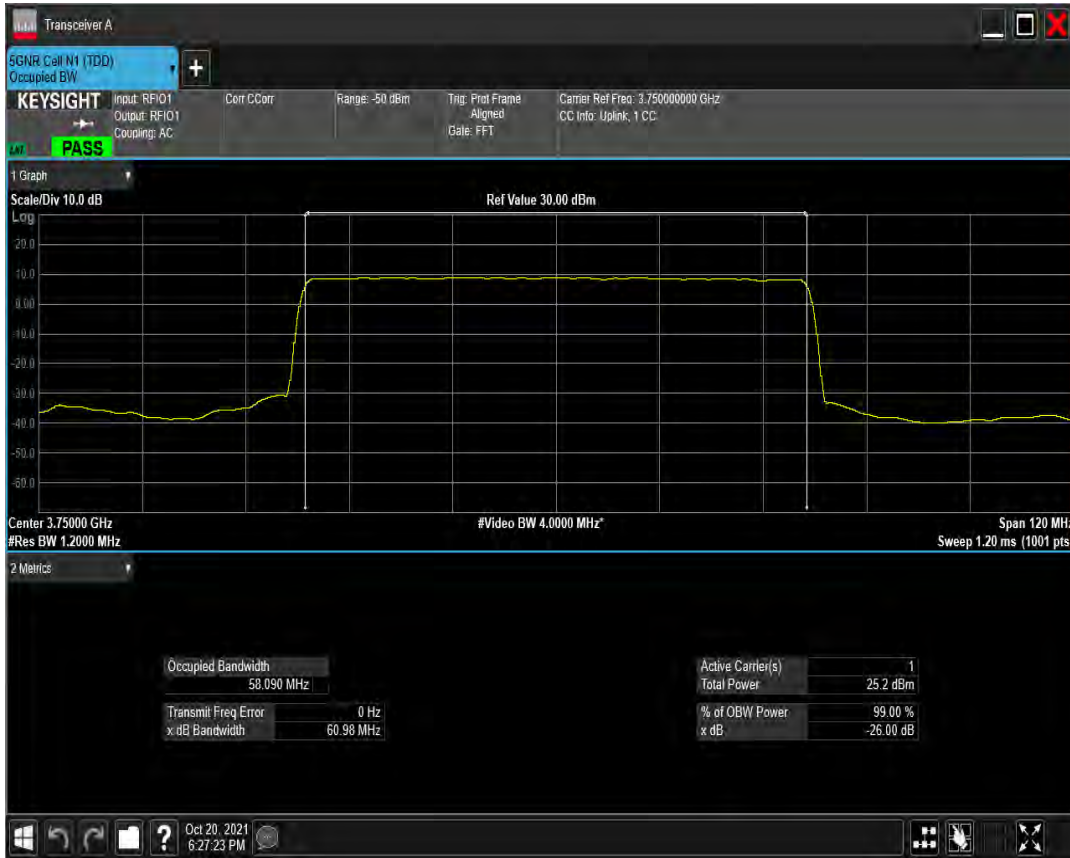 Transceiver A
5GNR Cell N1 (TDD)
Occupied BW
+
KEYSIGHT
Input: RFIO1
Output: RFIO1
Coupling: AC
Corr CCorr
Range: -50 dBm
Trig: Prot Frame
Aligned
Gate: FFT
Carrier Ref Freq: 3.750000000 GHz
CC Info: Uplink, 1 CC
PASS
1 Graph
Scale/Div 10.0 dB
Ref Value 30.00 dBm
Log
20.0
10.0
0.00
-10.0
-20.0
-30.0
-40.0
-50.0
-60.0
Center 3.75000 GHz
#Video BW 4.0000 MHz*
Span 120 MHz
#Res BW 1.2000 MHz
Sweep 1.20 ms (1001 pts
2 Metrics
Occupied Bandwidth
58.090 MHz
Transmit Freq Error 0 Hz
x dB Bandwidth 60.98 MHz
Active Carrier(s) 1
Total Power 25.2 dBm
% of OBW Power 99.00 %
x dB -26.00 dB
?
Oct 20, 2021
6:27:23 PM